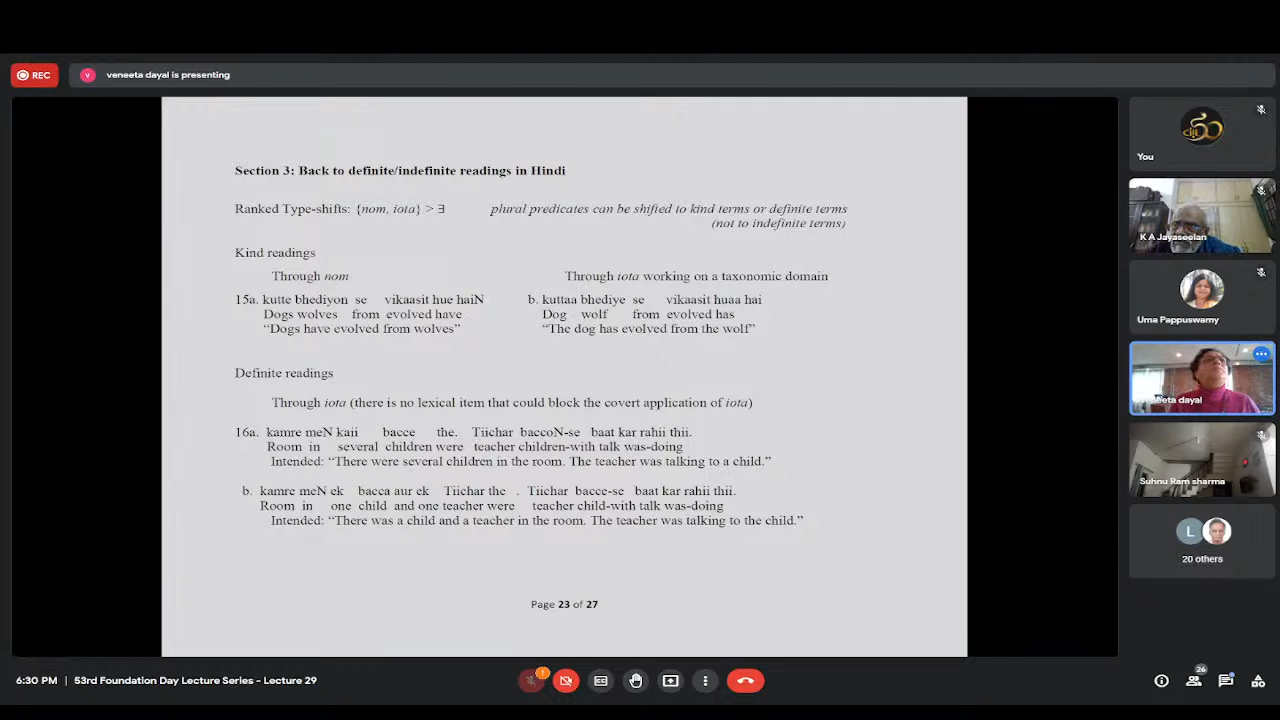 REC
v
veneeta dayal is presenting
Section 3: Back to definite/indefinite readings in Hindi
Ranked Type-shifts: {nom, iota} > ∃ plural predicates can be shifted to kind terms or definite terms
(not to indefinite terms)
Kind readings
Through nom Through iota working on a taxonomic domain
15a. kutte bhediyon se vikaasit hue haiN b. kuttaa bhediye se vikaasit huaa hai
Dogs wolves from evolved have Dog wolf from evolved has
“Dogs have evolved from wolves” “The dog has evolved from the wolf”
Definite readings
Through iota (there is no lexical item that could block the covert application of iota)
16a. kamre meN kaii bacce the. Tiichar baccoN-se baat kar rahii thii.
Room in several children were teacher children-with talk was-doing
Intended: “There were several children in the room. The teacher was talking to a child.”
b. kamre meN ek bacca aur ek Tiichar the . Tiichar bacce-se baat kar rahii thii.
Room in one child and one teacher were teacher child-with talk was-doing
Intended: “There was a child and a teacher in the room. The teacher was talking to the child.”
Page 23 of 27
You
K A Jayaseelan
Uma Pappuswamy
veneeta dayal
Suhnu Ram sharma
L
20 others
6:30 PM | 53rd Foundation Day Lecture Series - Lecture 29
!
CC
26